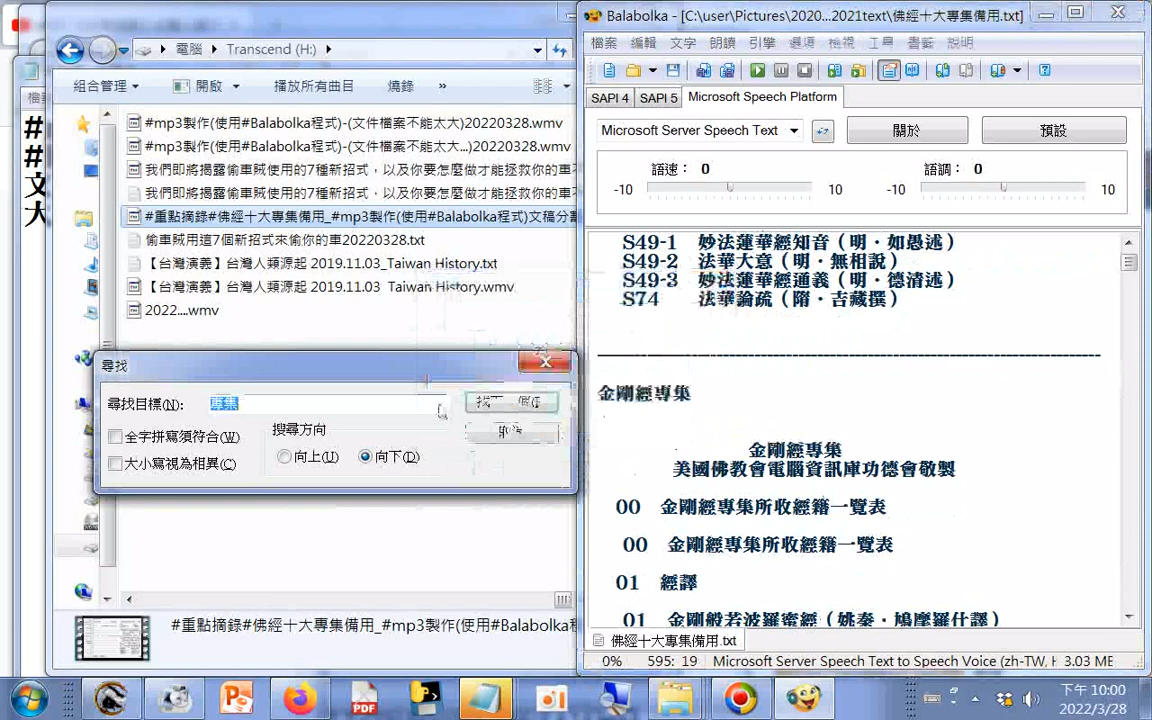 #
檔案
#
文
大
電腦 ▸ Transcend (H:) ▸
組合管理 開啟 播放所有曲目 燒錄 »
#mp3製作(使用#Balabolka程式)-(文件檔案不能太大)20220328.wmv
#mp3製作(使用#Balabolka程式)-(文件檔案不能太大...)20220328.wmv
我們即將揭露偷車賊使用的7種新招式，以及你要怎麼做才能拯救你的車
我們即將揭露偷車賊使用的7種新招式，以及你要怎麼做才能拯救你的車
#重點摘錄#佛經十大專集備用_#mp3製作(使用#Balabolka程式)文稿分
偷車賊用這7個新招式來偷你的車20220328.txt
【台灣演義】台灣人類源起 2019.11.03_Taiwan History.txt
【台灣演義】台灣人類源起 2019.11.03 Taiwan History.wmv
2022....wmv
尋找
尋找目標(N):
專集
全字拼寫須符合(W)
大小寫視為相異(C)
搜尋方向
向上(U)
向下(D)
#重點摘錄#佛經十大專集備用_#mp3製作(使用#Balabolka程
Balabolka - [C:\user\Pictures\2020...2021text\佛經十大專集備用.txt]
檔案 編輯 文字 朗讀 引擎 選項 檢視 工具 書籤 說明
SAPI 4 SAPI 5 Microsoft Speech Platform
Microsoft Server Speech Text
關於
預設
語速： 0
語調： 0
-10 10 -10 10
S49-1 妙法蓮華經知音（明．如愚述）
S49-2 法華大意（明．無相說）
S49-3 妙法蓮華經通義（明．德清述）
S74 法華論疏（隋．吉藏撰）
金剛經專集
金剛經專集
美國佛教會電腦資訊庫功德會敬製
00 金剛經專集所收經籍一覽表
00 金剛經專集所收經籍一覽表
01 經譯
01 金剛般若波羅蜜經（姚秦．鳩摩羅什譯）
佛經十大專集備用.txt
0% 595: 19 Microsoft Server Speech Text to Speech Voice (zh-TW, H 3.03 ME
下午 10:00
2022/3/28